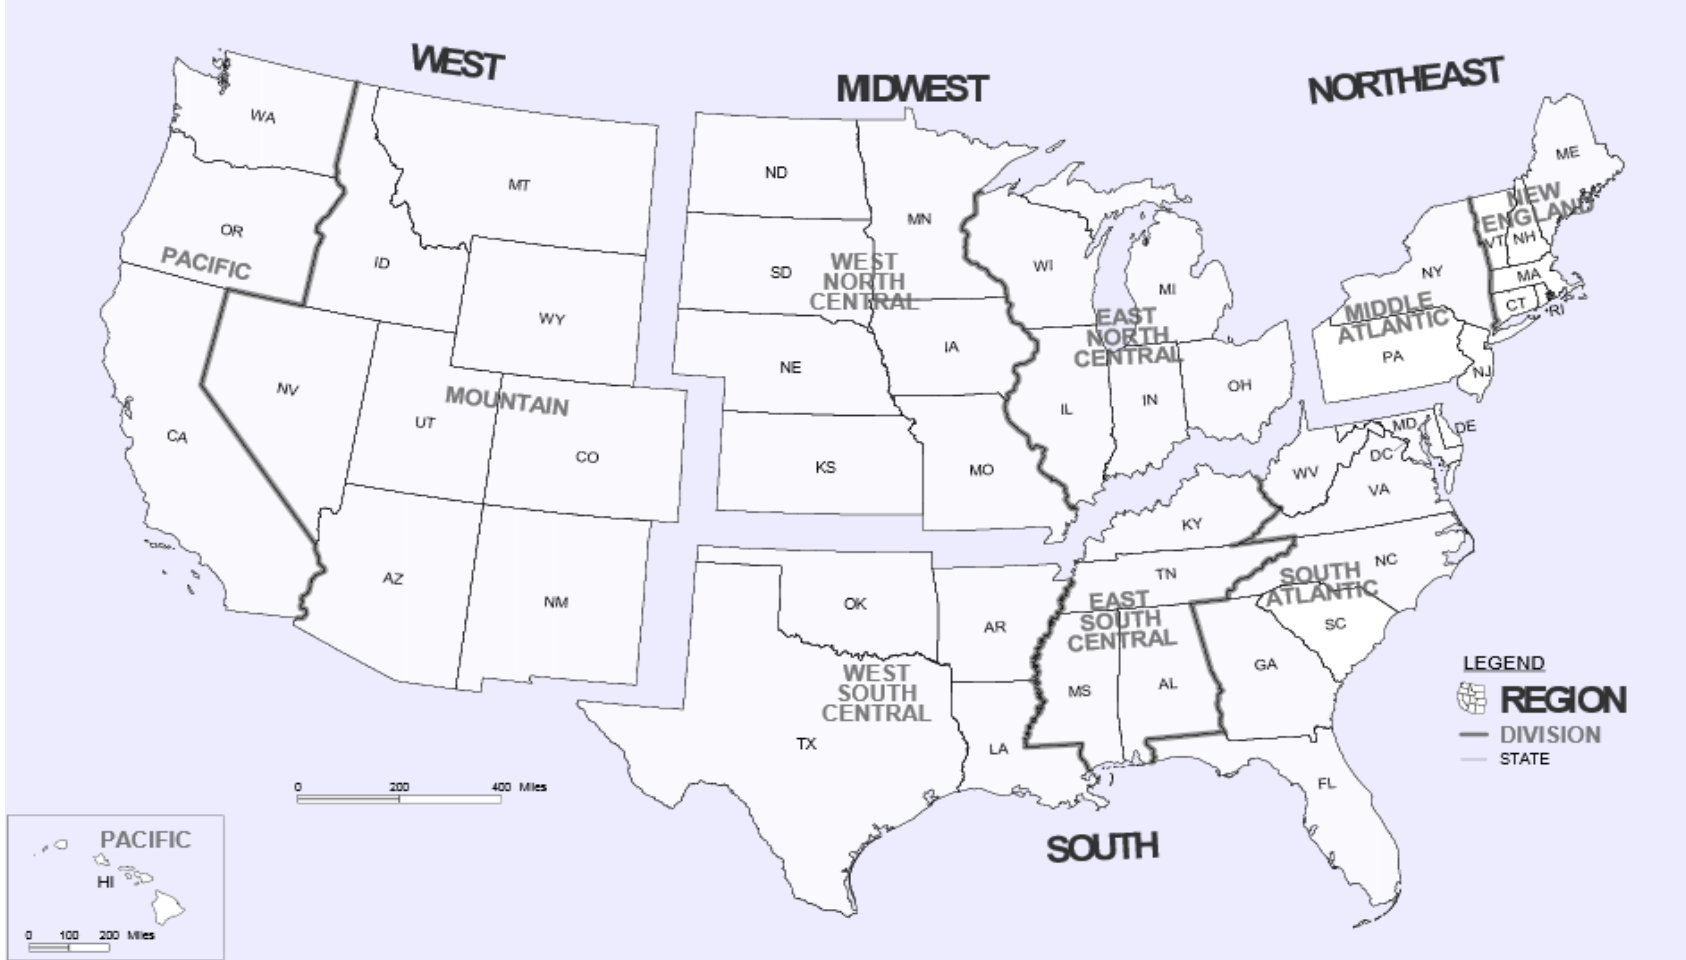 WEST
MIDWEST
NORTHEAST
WA
MT
ND
MN
ME
OR
PACIFIC
ID
SD
WEST
NORTH
CENTRAL
WI
MI
NEW
ENGLAND
VT
NH
NY
MA
CT
RI
MIDDLE
ATLANTIC
WY
NE
IA
EAST
NORTH
CENTRAL
PA
NJ
NV
MOUNTAIN
UT
CO
CA
KS
MO
IL
IN
OH
MD
DE
DC
WV
VA
KY
AZ
NM
OK
AR
TN
NC
SOUTH
ATLANTIC
SC
EAST
SOUTH
CENTRAL
MS
AL
GA
WEST
SOUTH
CENTRAL
TX
LA
FL
SOUTH
LEGEND
REGION
DIVISION
STATE
0 200 400 Miles
PACIFIC
HI
0 100 200 Miles